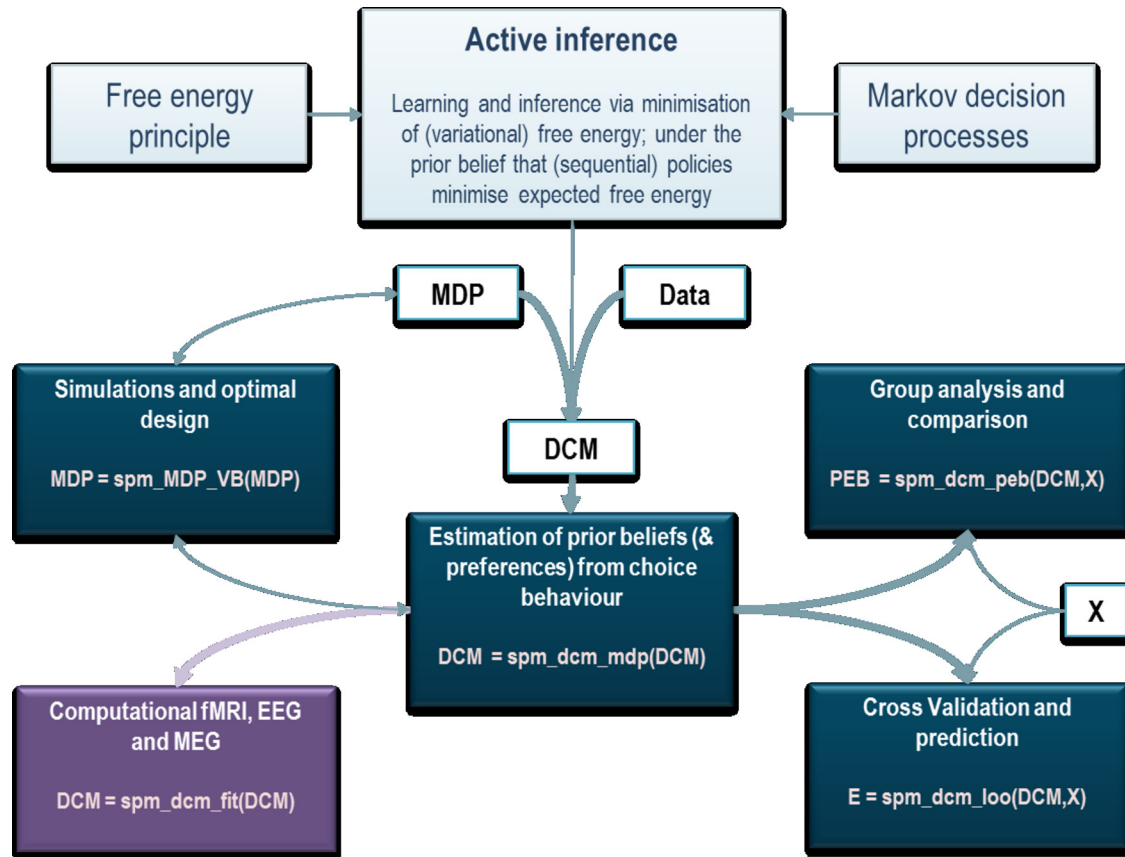 Active inference
Learning and inference via minimisation
of (variational) free energy; under the
prior belief that (sequential) policies
minimise expected free energy
Free energy
principle
Markov decision
processes
MDP
Data
Simulations and optimal
design
MDP = spm_MDP_VB(MDP)
Group analysis and
comparison
PEB = spm_dcm_peb(DCM,X)
DCM
Estimation of prior beliefs (&
preferences) from choice
behaviour
DCM = spm_dcm_mdp(DCM)
X
Computational fMRI, EEG
and MEG
DCM = spm_dcm_fit(DCM)
Cross Validation and
prediction
E = spm_dcm_loo(DCM,X)